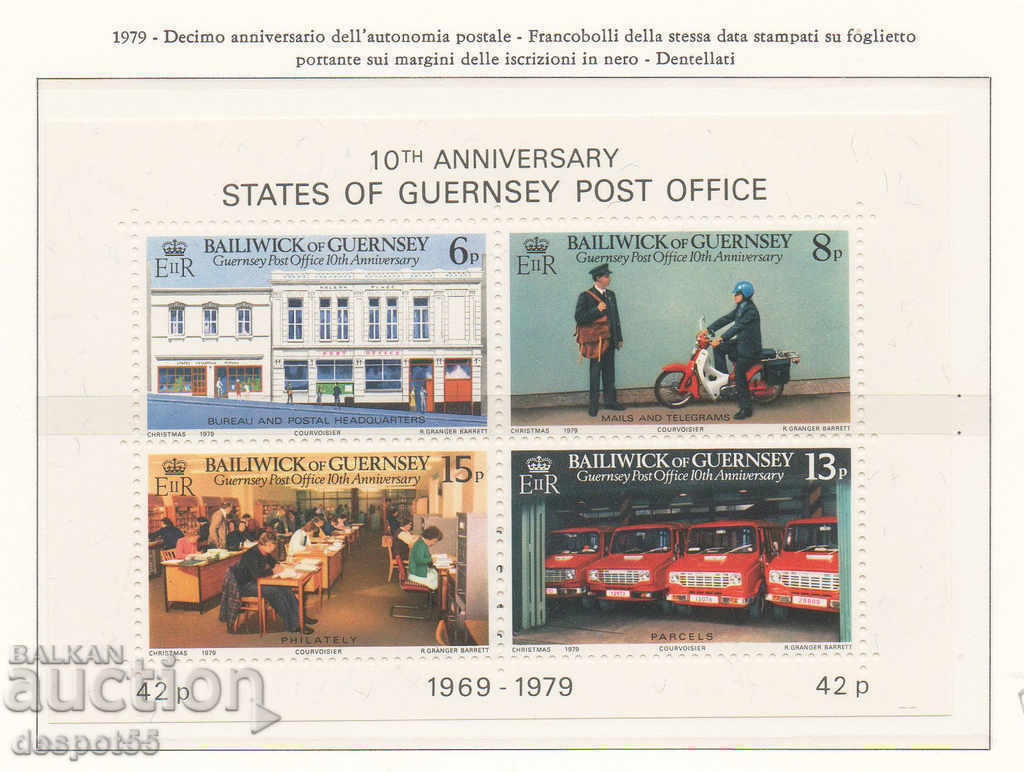 1979 - Decimo anniversario dell'autonomia postale - Francobolli della stessa data stampati su foglietto
portante sui margini delle iscrizioni in nero - Dentellati
10TH ANNIVERSARY
STATES OF GUERNSEY POST OFFICE
BAILIWICK OF GUERNSEY 6p
EIIR Guernsey Post Office 10th Anniversary
POST OFFICE
BUREAU AND POSTAL HEADQUARTERS
CHRISTMAS 1979 COURVOISIER R. GRANGER BARRETT
BAILIWICK OF GUERNSEY 8p
EIIR Guernsey Post Office 10th Anniversary
MAILS AND TELEGRAMS
CHRISTMAS 1979 COURVOISIER R. GRANGER BARRETT
BAILIWICK OF GUERNSEY 15p
EIIR Guernsey Post Office 10th Anniversary
PHILATELY
CHRISTMAS 1979 COURVOISIER R. GRANGER BARRETT
BAILIWICK OF GUERNSEY 13p
EIIR Guernsey Post Office 10th Anniversary
PARCELS
CHRISTMAS 1979 COURVOISIER R. GRANGER BARRETT
42p 1969 - 1979 42p
BALKAN
auction
despot55